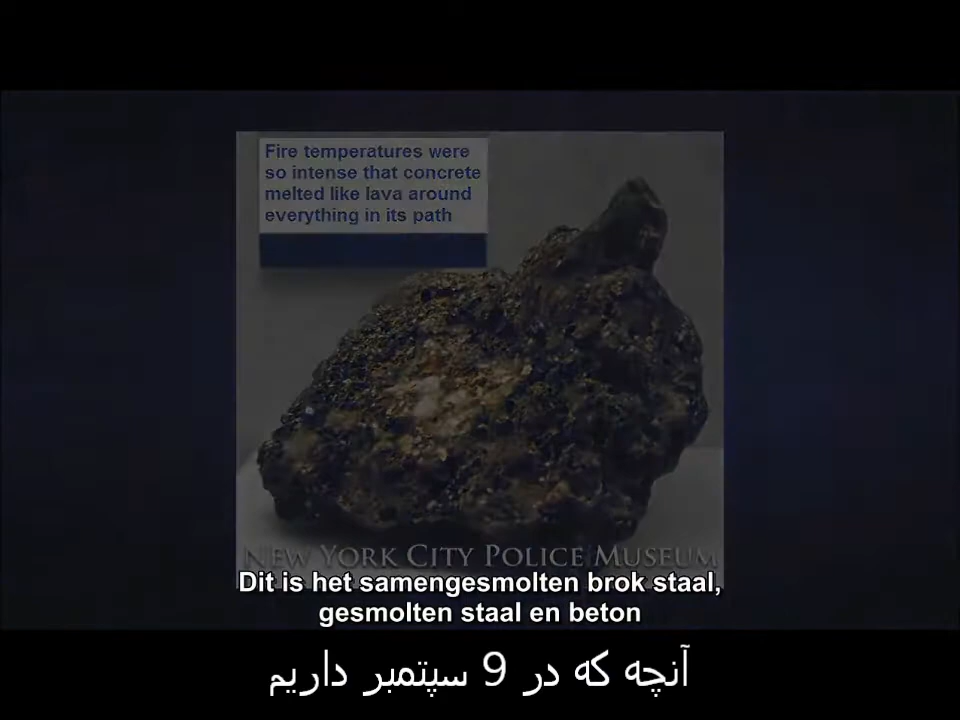 Fire temperatures were
so intense that concrete
melted like lava around
everything in its path
NEW YORK CITY POLICE MUSEUM
Dit is het samengesmolten brok staal,
gesmolten staal en beton
آنچه که در 9 سپتمبر داریم